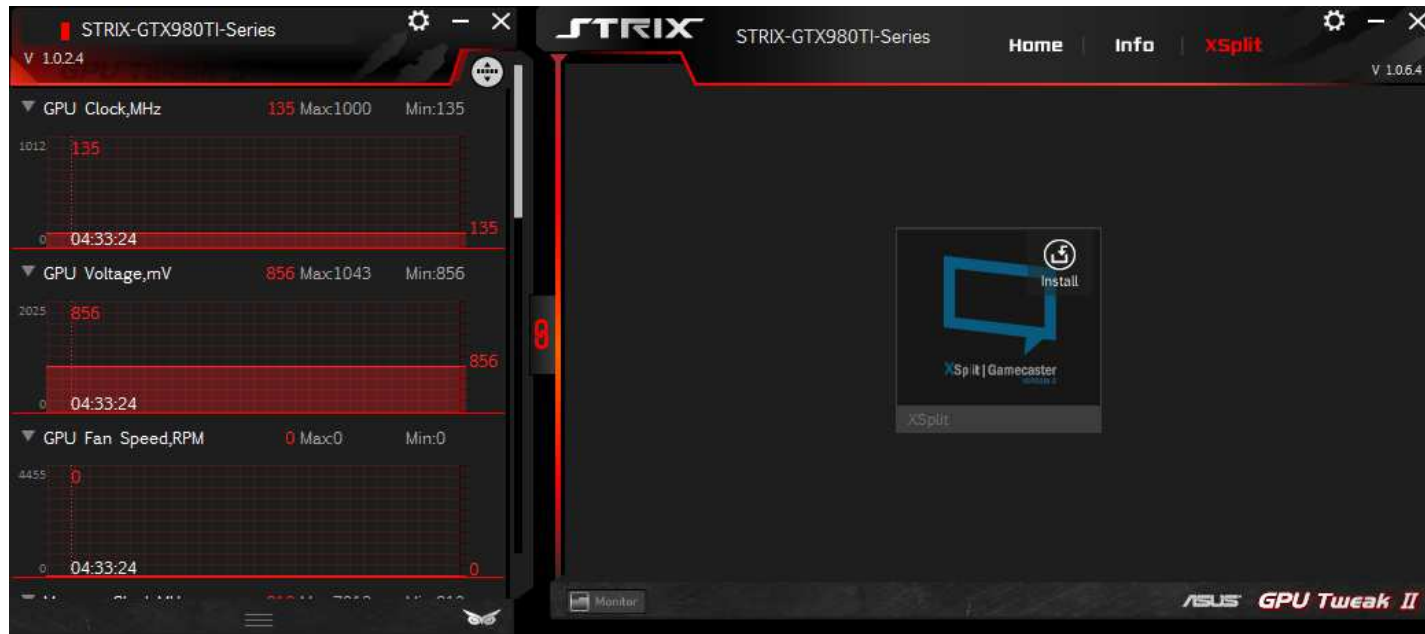 STRIX-GTX980TI-Series
V 1.0.2.4
GPU Clock,MHz 135 Max:1000 Min:135
1012 135
135
0 04:33:24
GPU Voltage,mV 856 Max:1043 Min:856
2025 856
856
0 04:33:24
GPU Fan Speed,RPM 0 Max:0 Min:0
4455 0
0 04:33:24 0
STRIX STRIX-GTX980TI-Series Home Info XSplit
V 1.0.6.4
Install
XSplit|Gamecaster
XSplit
Monitor
ASUS GPU Tweak II